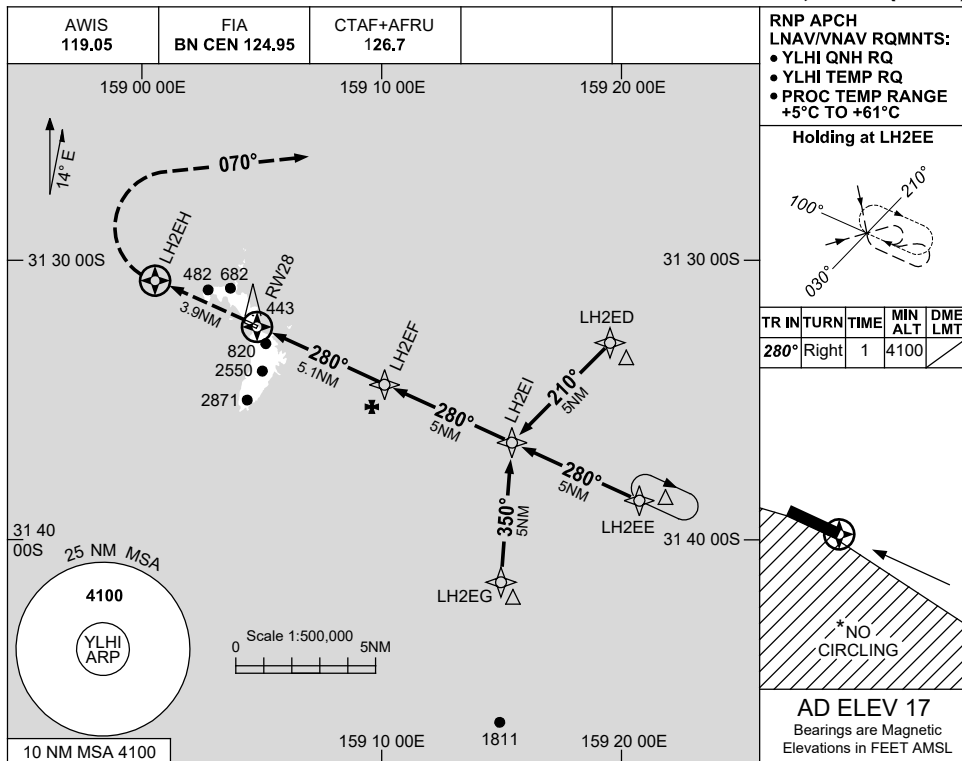 AWIS
119.05
FIA
BN CEN 124.95
CTAF+AFRU
126.7
RNP APCH
LNAV/VNAV RQMNTS:
• YLHI QNH RQ
• YLHI TEMP RQ
• PROC TEMP RANGE
+5°C TO +61°C
159 00 00E
159 10 00E
159 20 00E
14° E
070°
LH2EH
31 30 00S
31 30 00S
482
682
RW28
443
3.9NM
820
2550
2871
280°
5.1NM
LH2EF
280°
5NM
LH2EI
LH2ED
210°
5NM
280°
5NM
LH2EE
350°
5NM
LH2EG
31 40
00S
31 40 00S
25 NM MSA
4100
YLHI
ARP
10 NM MSA 4100
Scale 1:500,000
0
5NM
1811
159 10 00E
159 20 00E
Holding at LH2EE
210°
100°
030°
TR IN TURN TIME MIN ALT DME LMT
280° Right 1 4100
*NO
CIRCLING
AD ELEV 17
Bearings are Magnetic
Elevations in FEET AMSL